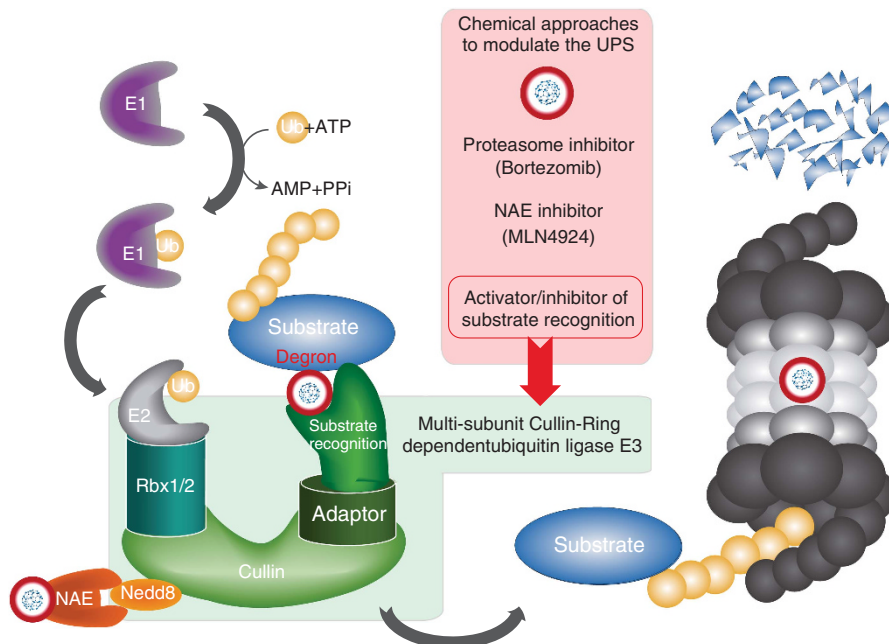 Chemical approaches
to modulate the UPS
Proteasome inhibitor
(Bortezomib)
NAE inhibitor
(MLN4924)
Activator/inhibitor of
substrate recognition
E1
Ub+ATP
AMP+PPi
E1
Ub
Substrate
Degron
Ub
E2
Substrate
recognition
Multi-subunit Cullin-Ring
dependentubiquitin ligase E3
Rbx1/2
Adaptor
Cullin
Substrate
NAE
Nedd8